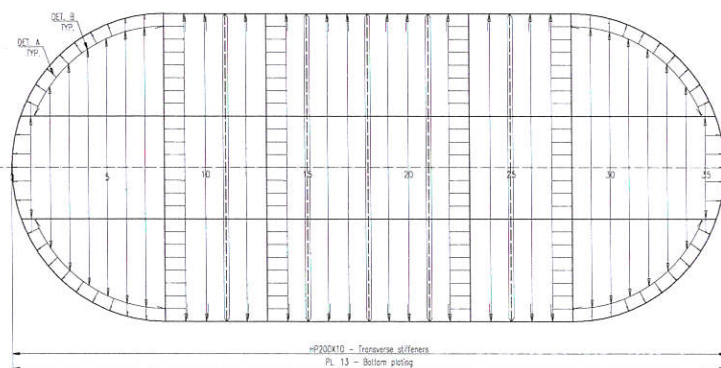 DET. B
TYP.
DET. A
TYP.
5 10 15 20 25 30 35
HP200X10 - Transverse stiffeners
PL. 13 - Bottom plating